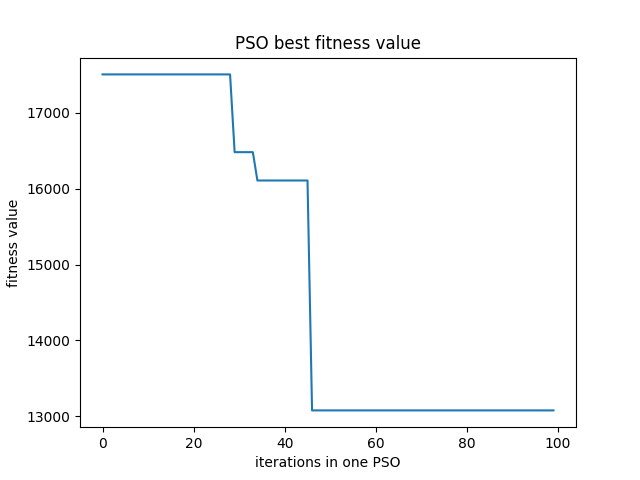 PSO best fitness value
fitness value
17000
16000
15000
14000
13000
0 20 40 60 80 100
iterations in one PSO